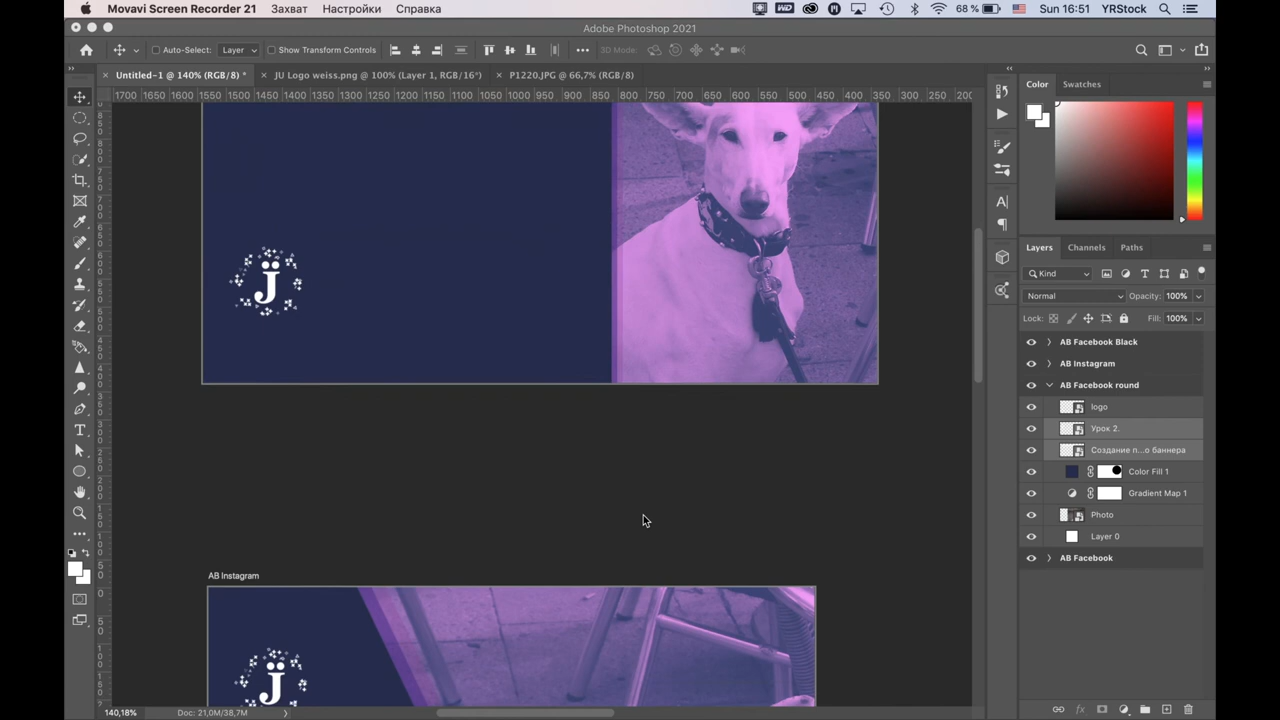 Movavi Screen Recorder 21 Захват Настройки Справка 68 % Sun 16:51 YRStock
Adobe Photoshop 2021
Auto-Select: Layer Show Transform Controls 3D Mode:
Untitled-1 @ 140% (RGB/8) * JU Logo weiss.png @ 100% (Layer 1, RGB/16*) P1220.JPG @ 66,7% (RGB/8)
1700 1650 1600 1550 1500 1450 1400 1350 1300 1250 1200 1150 1100 1050 1000 950 900 850 800 750 700 650 600 550 500 450 400 350 300 250 200
Color Swatches
J̈
Layers Channels Paths
Kind
Normal Opacity: 100%
Lock: Fill: 100%
AB Facebook Black
AB Instagram
AB Facebook round
logo
Урок 2.
Создание п...о баннера
Color Fill 1
Gradient Map 1
Photo
Layer 0
AB Facebook
AB Instagram
J̈
140,18% Doc: 21,0M/38,7M